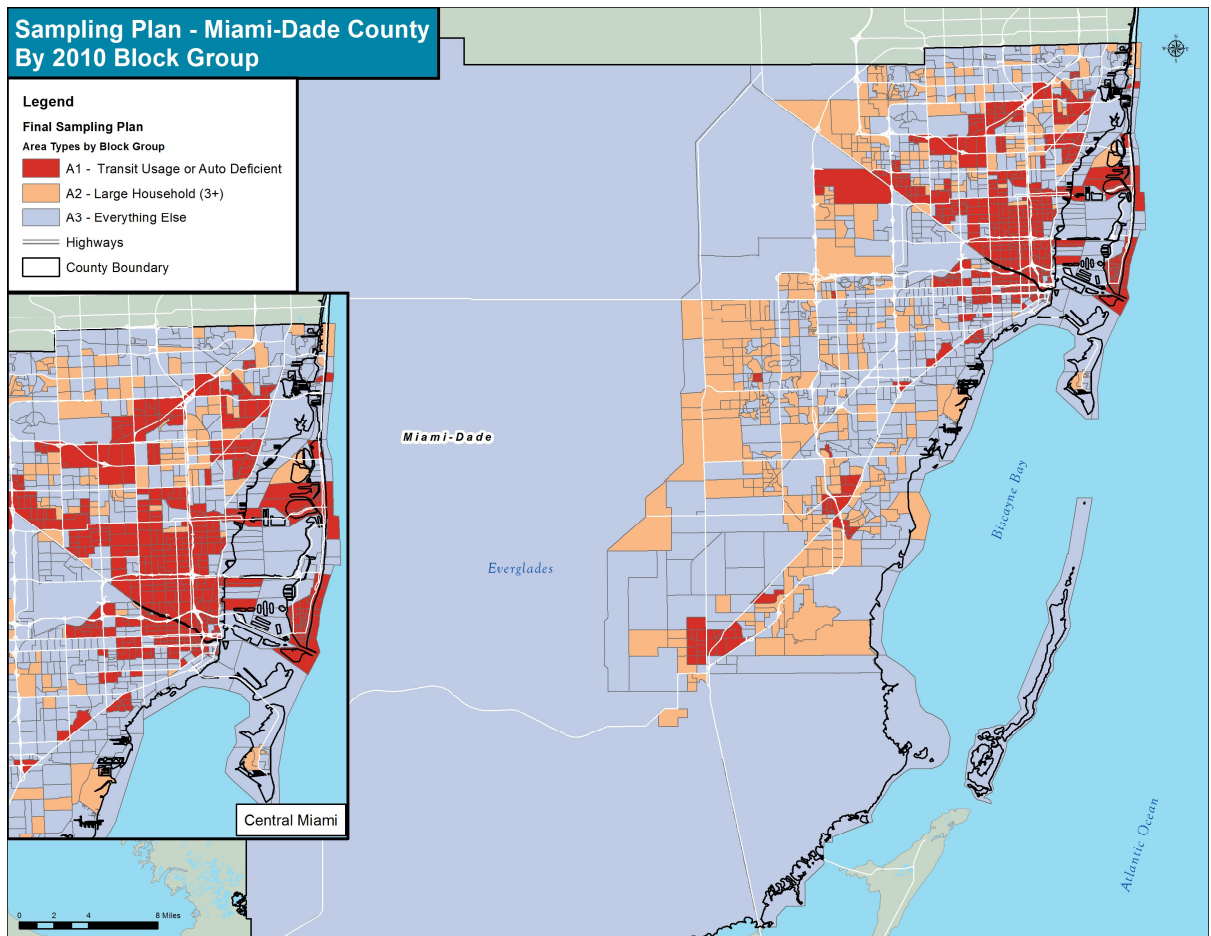 Sampling Plan - Miami-Dade County
By 2010 Block Group
N
W E
S
Legend
Final Sampling Plan
Area Types by Block Group
A1 - Transit Usage or Auto Deficient
A2 - Large Household (3+)
A3 - Everything Else
Highways
County Boundary
Miami-Dade
Biscayne Bay
Everglades
Central Miami
Atlantic Ocean
0 2 4 8 Miles